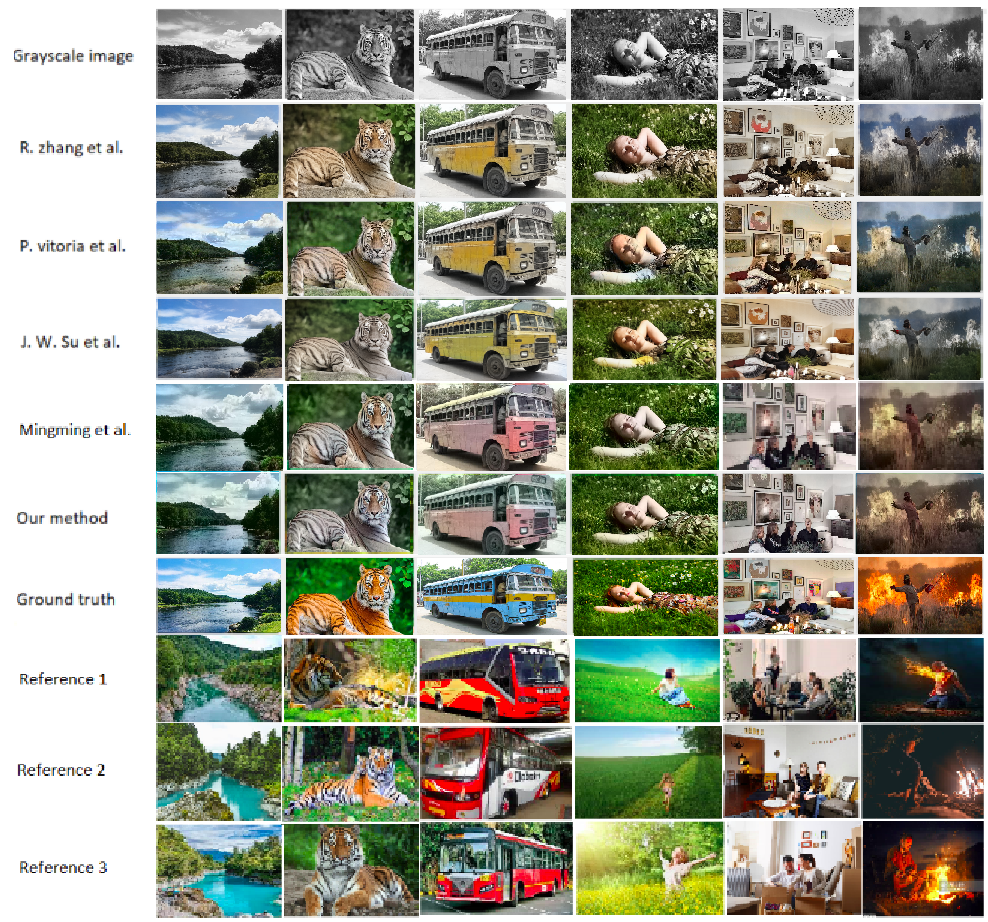 Grayscale image
R. zhang et al.
P. vitoria et al.
J. W. Su et al.
Mingming et al.
Our method
Ground truth
Reference 1
Reference 2
Reference 3